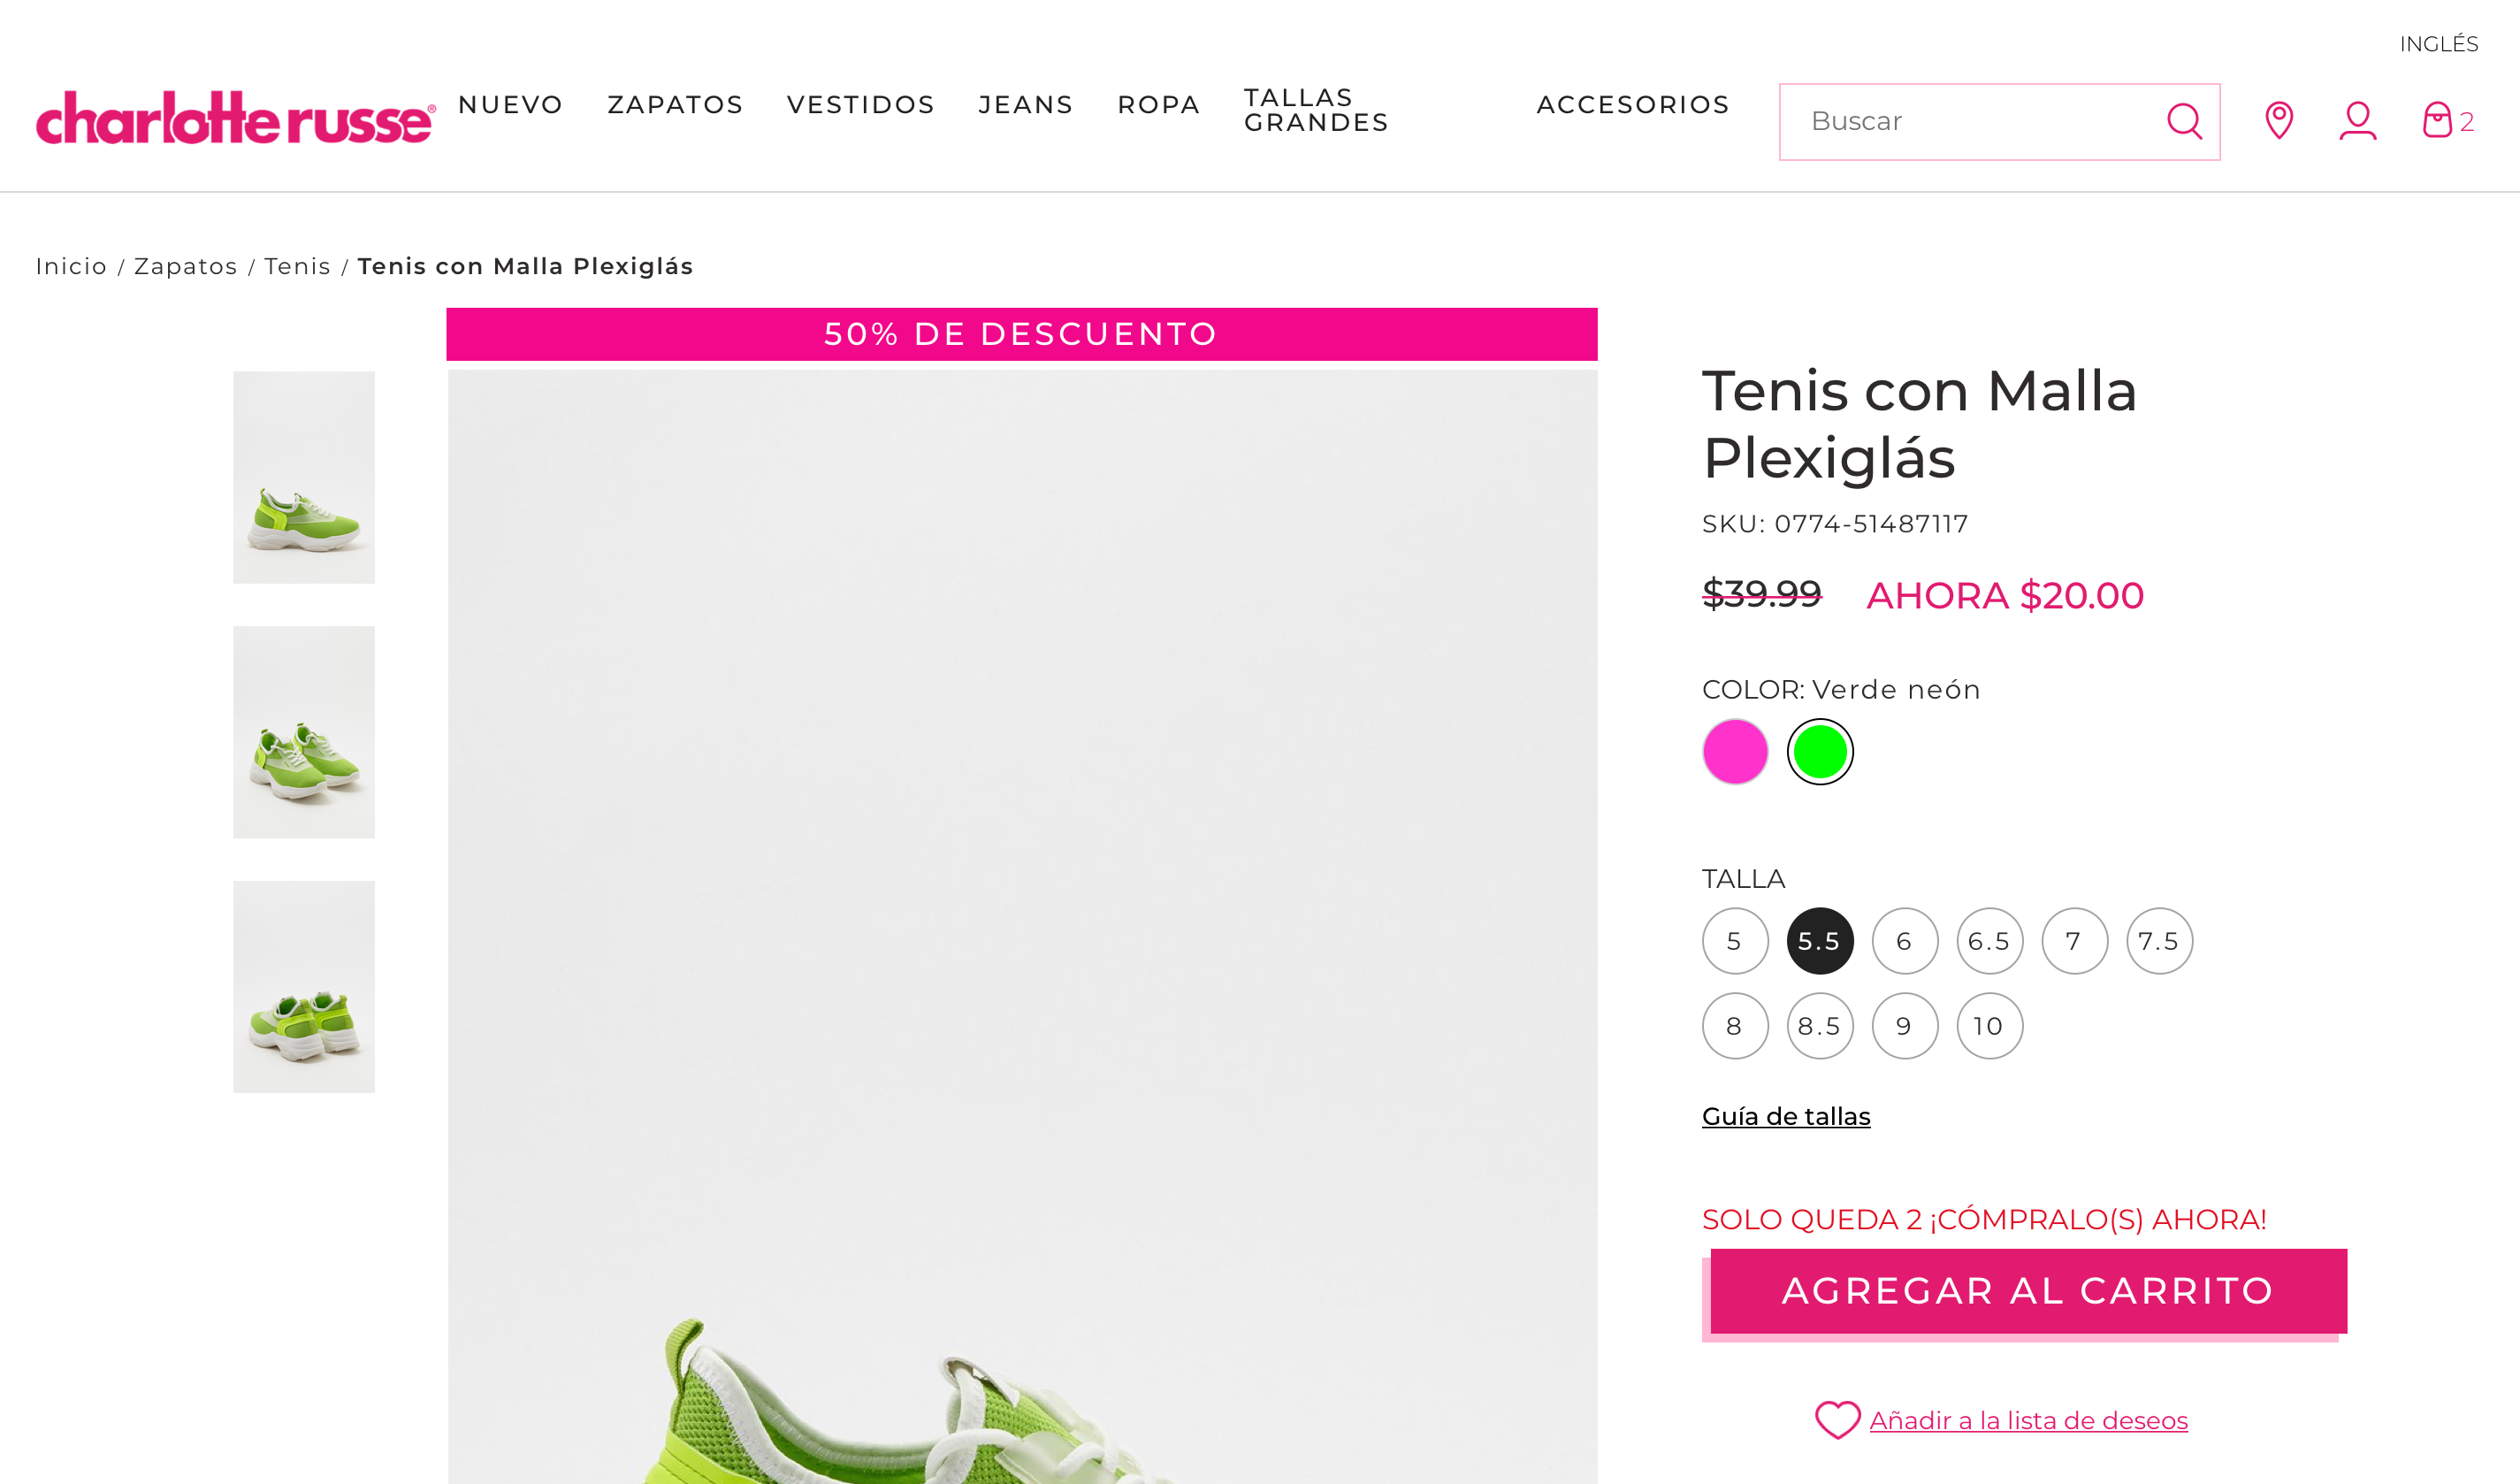 INGLÉS
charlotte russe®
NUEVO
ZAPATOS
VESTIDOS
JEANS
ROPA
TALLAS
GRANDES
ACCESORIOS
Buscar
2
Inicio / Zapatos / Tenis / Tenis con Malla Plexiglás
50% DE DESCUENTO
Tenis con Malla
Plexiglás
SKU: 0774-51487117
$39.99 AHORA $20.00
COLOR: Verde neón
TALLA
5 5.5 6 6.5 7 7.5
8 8.5 9 10
Guía de tallas
SOLO QUEDA 2 ¡CÓMPRALO(S) AHORA!
AGREGAR AL CARRITO
Añadir a la lista de deseos